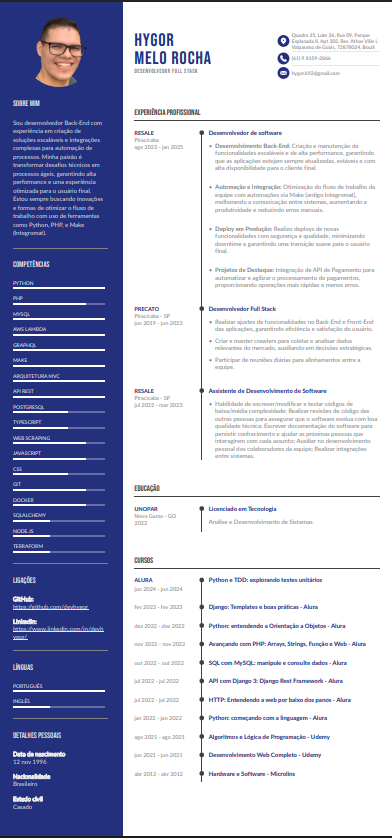 SOBRE MIM
Sou desenvolvedor Back-End com
experiência em criação de
soluções escaláveis e integrações
complexas para automação de
processos. Minha paixão é
transformar desafios técnicos em
processos ágeis, garantindo alta
performance e uma experiência
otimizada para o usuário final.
Estou sempre buscando inovações
e formas de otimizar o fluxo de
trabalho com uso de ferramentas
como Python, PHP, e Make
(Integromat).
COMPETÊNCIAS
PYTHON
PHP
MYSQL
AWS LAMBDA
GRAPHQL
MAKE
ARQUITETURA MVC
API REST
POSTGRESQL
TYPESCRIPT
WEB SCRAPING
JAVASCRIPT
CSS
GIT
DOCKER
SQLALCHEMY
NODE JS
TERRAFORM
LIGAÇÕES
GitHub:
https://github.com/devhygor
Linkedin:
https://www.linkedin.com/in/devh
ygor/
LÍNGUAS
PORTUGUÊS
INGLÊS
DETALHES PESSOAIS
Data de nascimento
12 nov 1996
Nacionalidade
Brasileiro
Estado civil
Casado
HYGOR
MELO ROCHA
DESENVOLVEDOR FULL STACK
Quadra 35, Lote 36, Rua 09, Parque
Esplanada II, Apt 302, Res. Athos Ville I,
Valparaíso de Goiás, 72878024, Brazil
(61) 9 8159-2866
hygork92@gmail.com
EXPERIÊNCIA PROFISSIONAL
RESALE
Piracicaba
ago 2023 - jan 2025
Desenvolvedor de software
• Desenvolvimento Back-End: Criação e manutenção de
funcionalidades escaláveis e de alta performance, garantindo
que as aplicações estejam sempre atualizadas, estáveis e com
alta disponibilidade para o cliente final.
• Automação e Integração: Otimização do fluxo de trabalho da
equipe com automações via Make (antigo Integromat),
melhorando a comunicação entre sistemas, aumentando a
produtividade e reduzindo erros manuais.
• Deploy em Produção: Realizo deploys de novas
funcionalidades com segurança e qualidade, minimizando
downtime e garantindo uma transição suave para o usuário
final.
• Projetos de Destaque: Integração de API de Pagamento para
automatizar e agilizar o processamento de pagamentos,
proporcionando operações mais rápidas e menos erros.
PRECATO
Piracicaba - SP
jun 2019 - jun 2022
Desenvolvedor Full Stack
• Realizar ajustes de funcionalidades no Back-End e Front-End
das aplicações, garantindo eficiência e satisfação do usuário.
• Criar e manter crawlers para coletar e analisar dados
relevantes do mercado, auxiliando em decisões estratégicas.
• Participar de reuniões diárias para alinhamentos entre a
equipe.
RESALE
Piracicaba - SP
jul 2022 - mar 2023
Assistente de Desenvolvimento de Software
• Habilidade de escrever/modificar e testar códigos de
baixa/média complexidade; Realizar revisões de código das
outras pessoas para assegurar que o software evolua com boa
qualidade técnica; Escrever documentação do software para
persistir conhecimento e ajudar as próximas pessoas que
interagirem com cada assunto; Auxiliar no desenvolvimento
pessoal dos colaboradores da equipe; Realizar integrações
entre sistemas.
EDUCAÇÃO
UNOPAR
Novo Gama - GO
2022
Licenciado em Tecnologia
Análise e Desenvolvimento de Sistemas
CURSOS
ALURA
jun 2024 - jun 2024
Python e TDD: explorando testes unitários
fev 2023 - fev 2023
Django: Templates e boas práticas - Alura
dez 2022 - dez 2022
Python: entendendo a Orientação a Objetos - Alura
nov 2022 - nov 2022
Avançando com PHP: Arrays, Strings, Função e Web - Alura
out 2022 - out 2022
SQL com MySQL: manipule e consulte dados - Alura
jul 2022 - jul 2022
API com Django 3: Django Rest Framework - Alura
jul 2022 - jul 2022
HTTP: Entendendo a web por baixo dos panos - Alura
jan 2022 - jan 2022
Python: começando com a linguagem - Alura
ago 2021 - ago 2021
Algoritmos e Lógica de Programação - Udemy
jun 2021 - jun 2021
Desenvolvimento Web Completo - Udemy
abr 2012 - abr 2012
Hardware e Software - Microlins